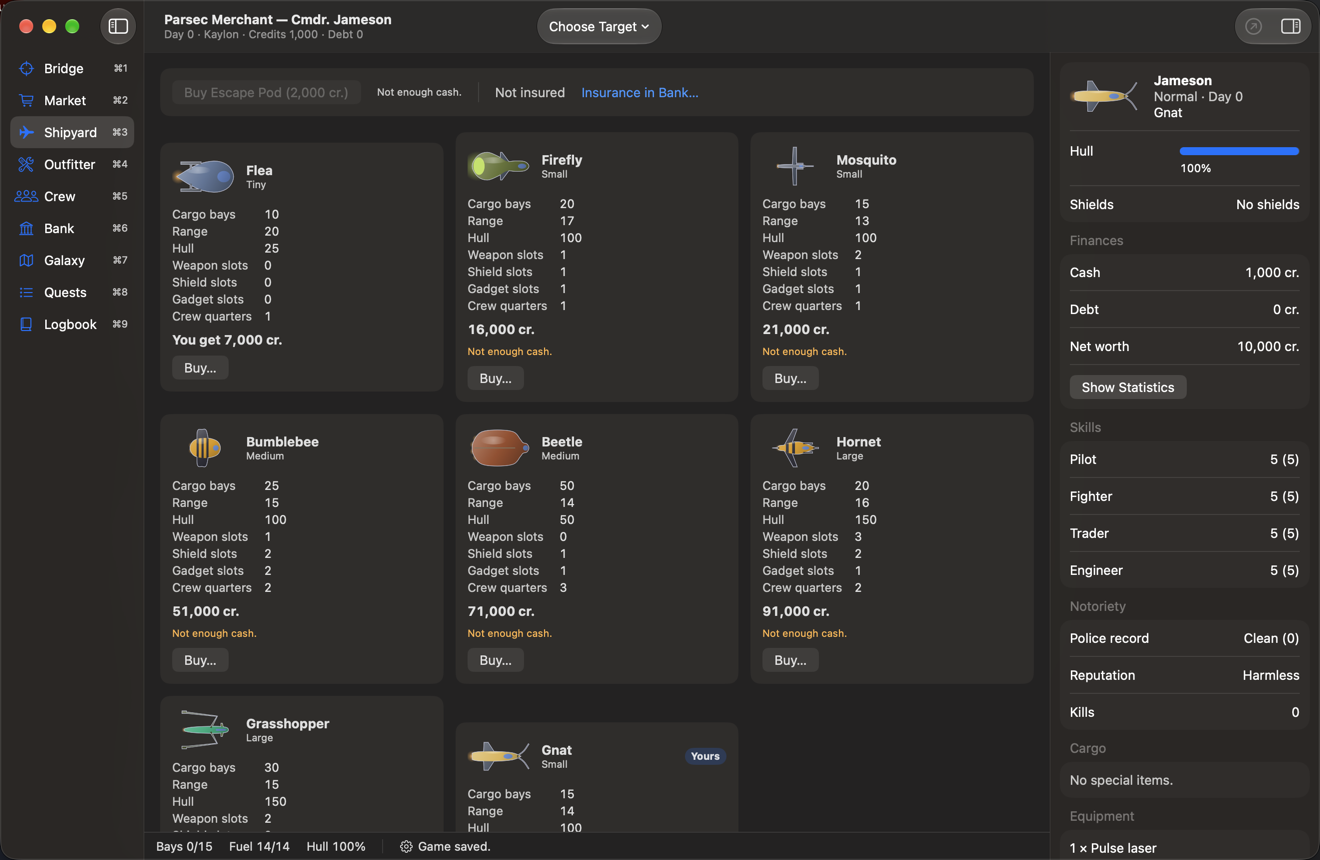 Parsec Merchant — Cmdr. Jameson
Day 0 · Kaylon · Credits 1,000 · Debt 0
Choose Target
Bridge ⌘1
Market ⌘2
Shipyard ⌘3
Outfitter ⌘4
Crew ⌘5
Bank ⌘6
Galaxy ⌘7
Quests ⌘8
Logbook ⌘9
Buy Escape Pod (2,000 cr.) Not enough cash. Not insured Insurance in Bank...
Flea
Tiny
Cargo bays 10
Range 20
Hull 25
Weapon slots 0
Shield slots 0
Gadget slots 0
Crew quarters 1
You get 7,000 cr.
Buy...
Firefly
Small
Cargo bays 20
Range 17
Hull 100
Weapon slots 1
Shield slots 1
Gadget slots 1
Crew quarters 1
16,000 cr.
Not enough cash.
Buy...
Mosquito
Small
Cargo bays 15
Range 13
Hull 100
Weapon slots 2
Shield slots 1
Gadget slots 1
Crew quarters 1
21,000 cr.
Not enough cash.
Buy...
Bumblebee
Medium
Cargo bays 25
Range 15
Hull 100
Weapon slots 1
Shield slots 2
Gadget slots 2
Crew quarters 2
51,000 cr.
Not enough cash.
Buy...
Beetle
Medium
Cargo bays 50
Range 14
Hull 50
Weapon slots 0
Shield slots 1
Gadget slots 1
Crew quarters 3
71,000 cr.
Not enough cash.
Buy...
Hornet
Large
Cargo bays 20
Range 16
Hull 150
Weapon slots 3
Shield slots 2
Gadget slots 1
Crew quarters 2
91,000 cr.
Not enough cash.
Buy...
Grasshopper
Large
Cargo bays 30
Range 15
Hull 150
Weapon slots 2
Gnat
Small
Yours
Cargo bays 15
Range 14
Hull 100
Bays 0/15 Fuel 14/14 Hull 100% Game saved.
Jameson
Normal · Day 0
Gnat
Hull
100%
Shields No shields
Finances
Cash 1,000 cr.
Debt 0 cr.
Net worth 10,000 cr.
Show Statistics
Skills
Pilot 5 (5)
Fighter 5 (5)
Trader 5 (5)
Engineer 5 (5)
Notoriety
Police record Clean (0)
Reputation Harmless
Kills 0
Cargo
No special items.
Equipment
1 × Pulse laser